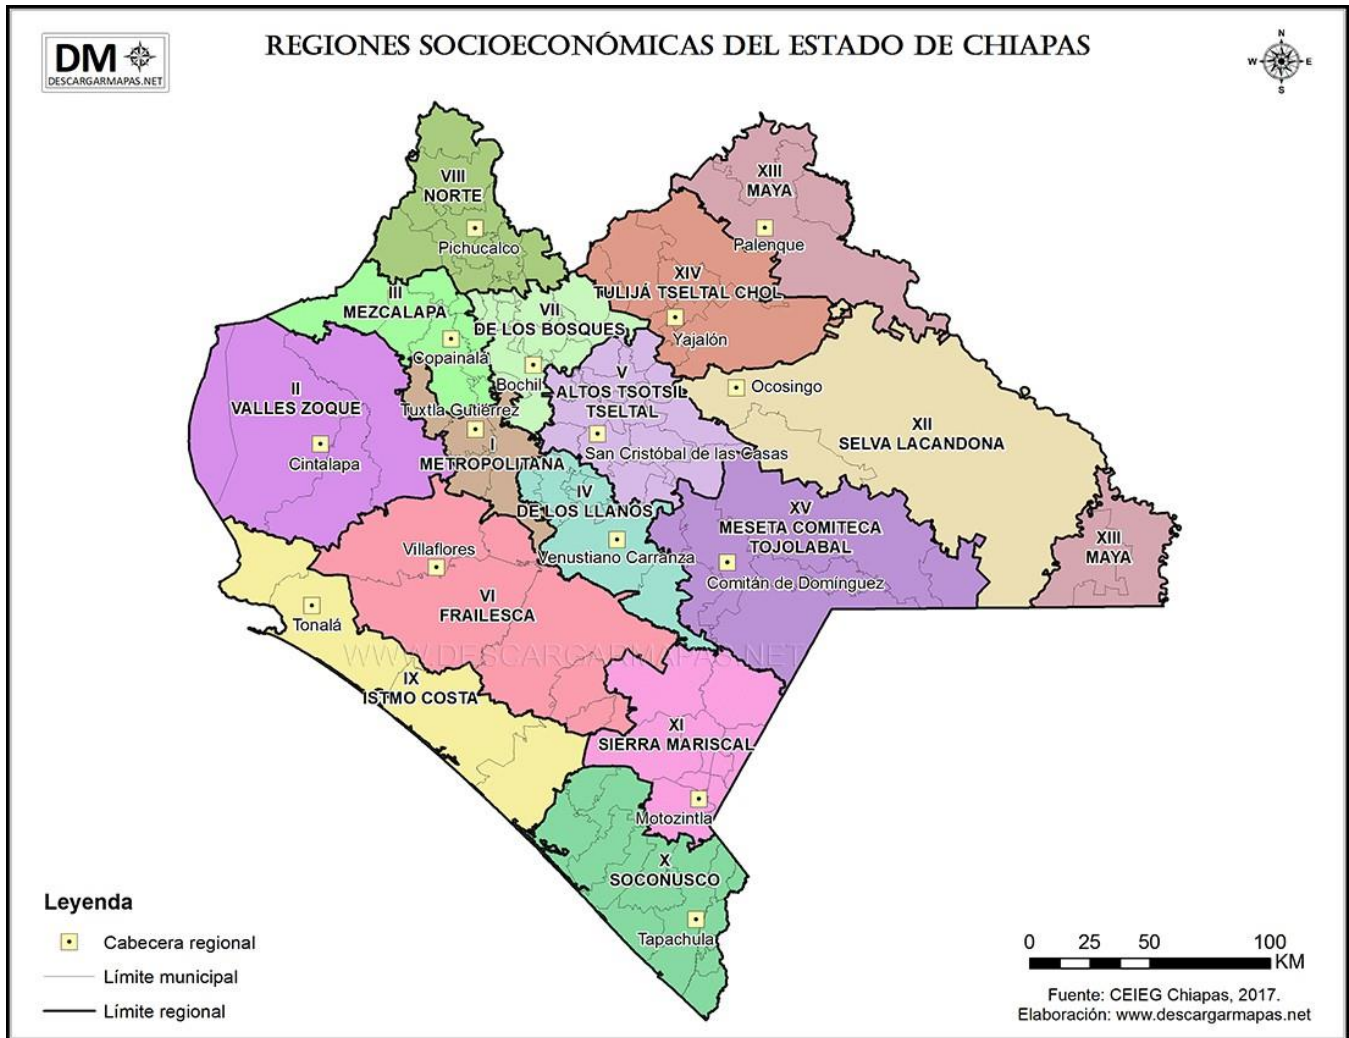 DM
DESCARGARMAPAS.NET
REGIONES SOCIOECONÓMICAS DEL ESTADO DE CHIAPAS
N
W
E
S
VIII
NORTE
Pichucalco
XIII
MAYA
Palenque
XIV
TULIJÁ TSELTAL CHOL
Yajalón
III
MEZCALAPA
Copainalá
VII
DE LOS BOSQUES
Bochil
II
VALLES ZOQUE
Cintalapa
Tuxtla Gutiérrez
I
METROPOLITANA
V
ALTOS TSOTSIL
TSELTAL
San Cristóbal de las Casas
Ocosingo
XII
SELVA LACANDONA
IV
DE LOS LLANOS
Venustiano Carranza
XV
MESETA COMITECA
TOJOLABAL
Comitán de Domínguez
XIII
MAYA
Villaflores
VI
FRAILESCA
Tonalá
WWW.DESCARGARMAPAS.NET
IX
ISTMO COSTA
XI
SIERRA MARISCAL
Motozintla
X
SOCONUSCO
Tapachula
Leyenda
Cabecera regional
Límite municipal
Límite regional
0 25 50 100
KM
Fuente: CEIEG Chiapas, 2017.
Elaboración: www.descargarmapas.net